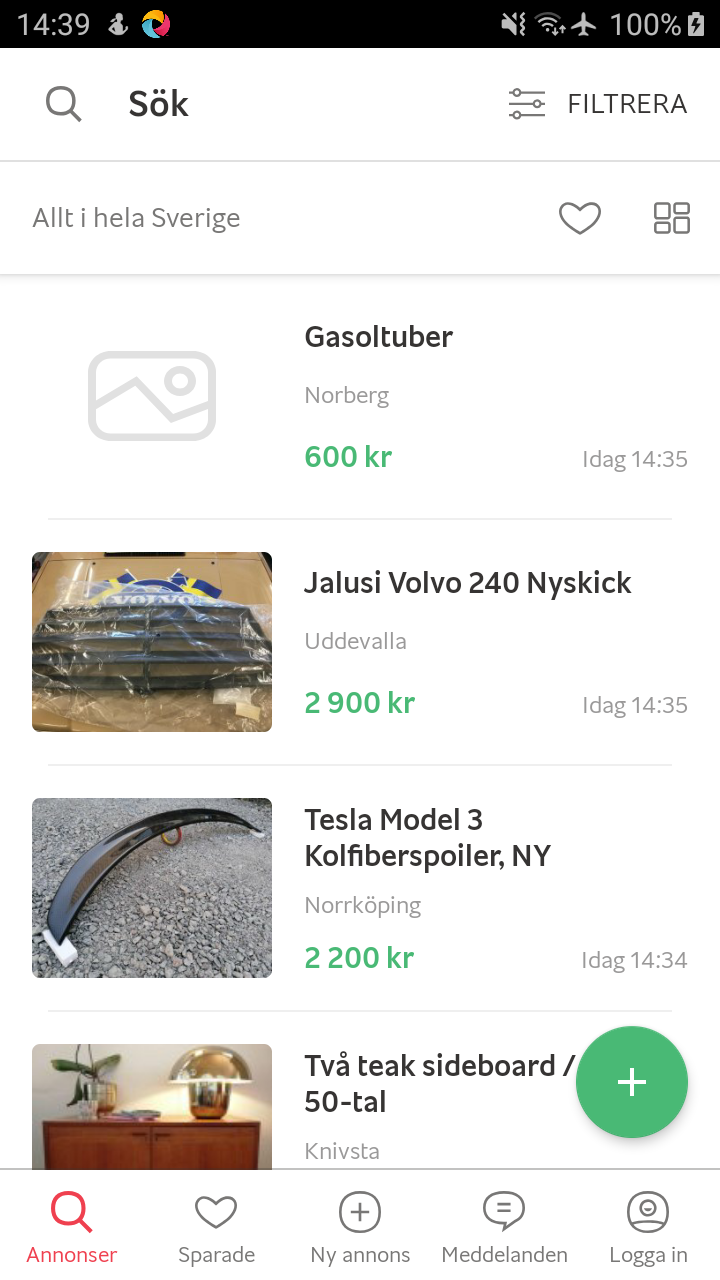 14:39
100%
Sök
FILTRERA
Allt i hela Sverige
Gasoltuber
Norberg
600 kr
Idag 14:35
VOLVO
Jalusi Volvo 240 Nyskick
Uddevalla
2 900 kr
Idag 14:35
Tesla Model 3
Kolfiberspoiler, NY
Norrköping
2 200 kr
Idag 14:34
Två teak sideboard /
50-tal
Knivsta
Annonser
Sparade
Ny annons
Meddelanden
Logga in